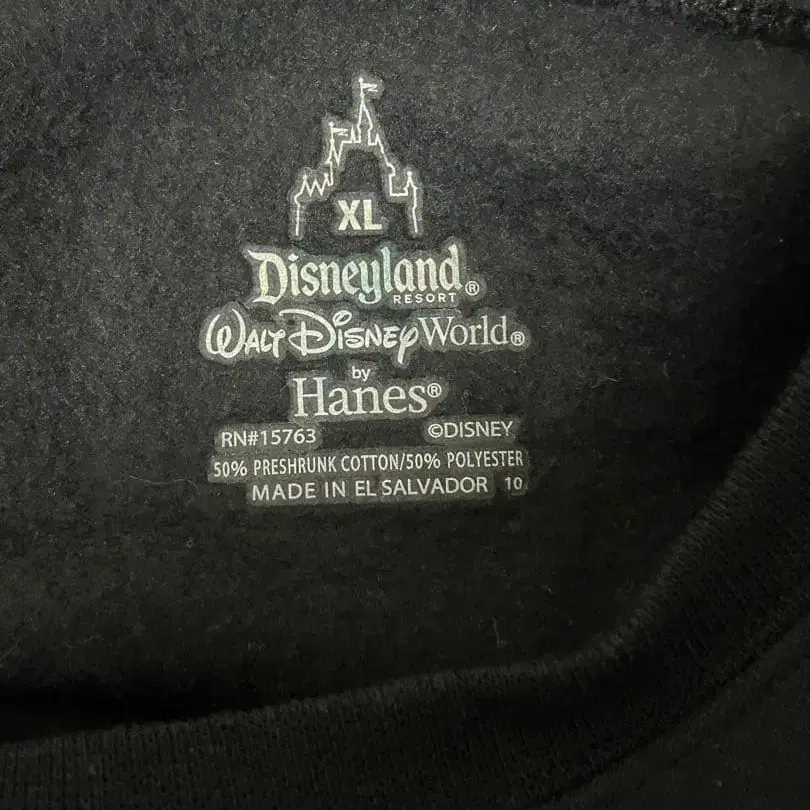 XL
Disneyland®
RESORT
WALT DISNEY World®
by
Hanes®
RN#15763 ©DISNEY
50% PRESHRUNK COTTON/50% POLYESTER
MADE IN EL SALVADOR 10